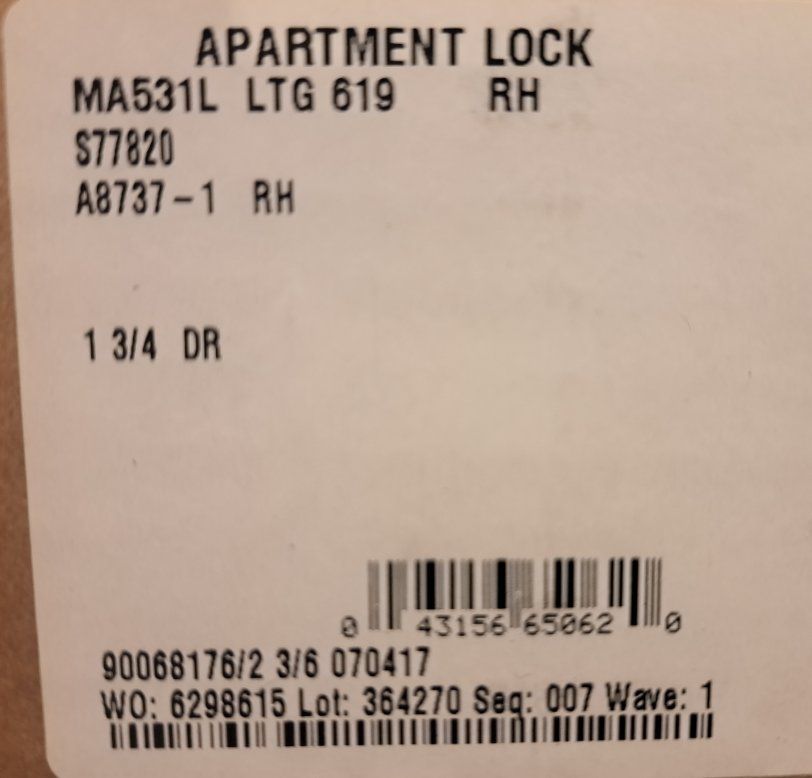 APARTMENT LOCK
MA531L LTG 619 RH
S77820
A8737-1 RH
1 3/4 DR
0 43156 65062 0
90068176/2 3/6 070417
WO: 6298615 Lot: 364270 Seq: 007 Wave: 1